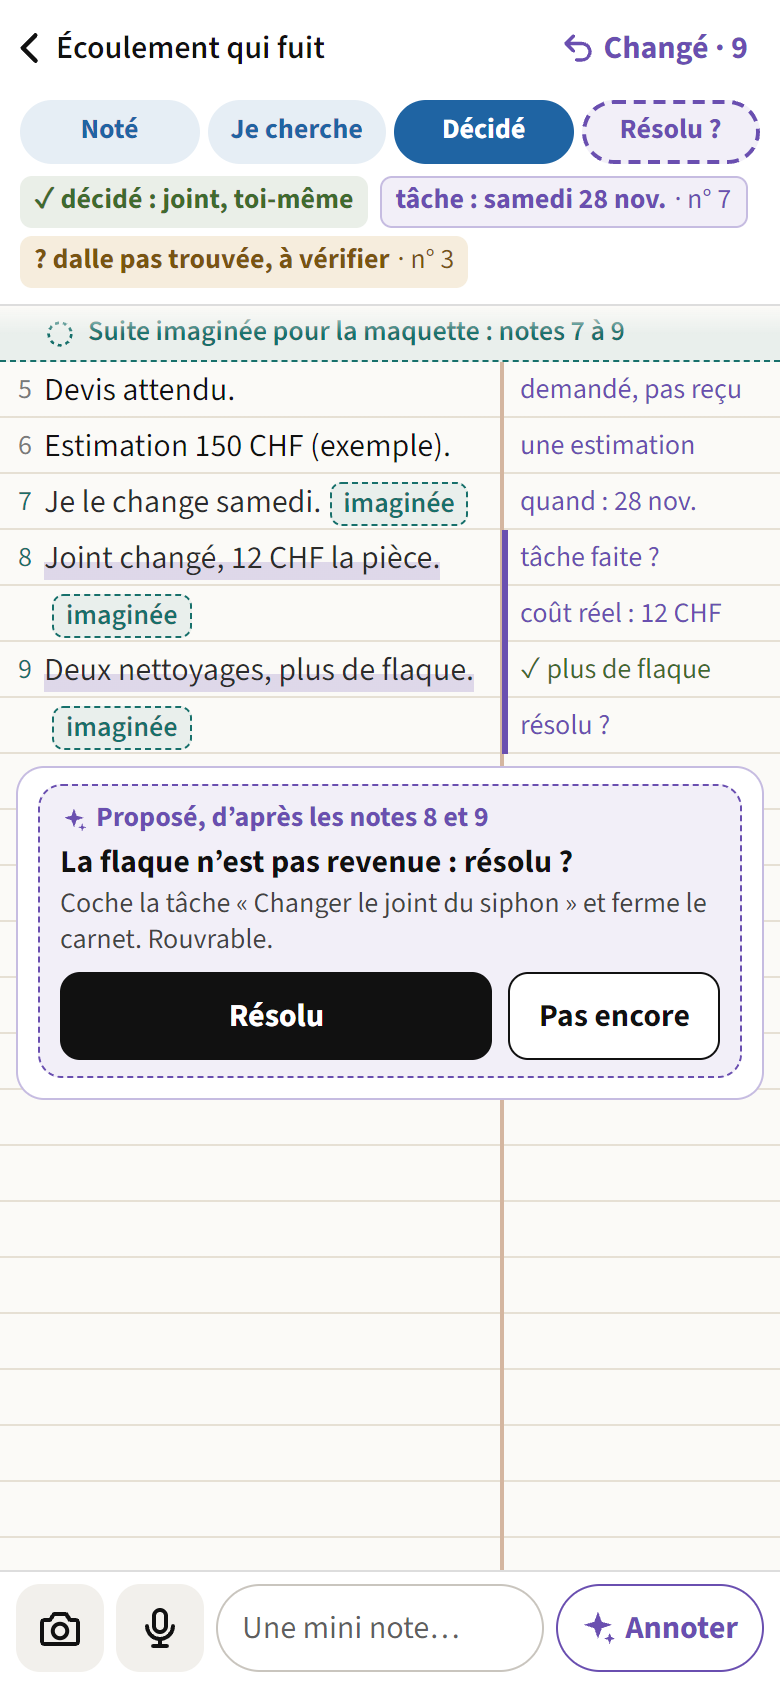 Écoulement qui fuit
Changé · 9
Noté
Je cherche
Décidé
Résolu ?
✓ décidé : joint, toi-même
tâche : samedi 28 nov. · n° 7
? dalle pas trouvée, à vérifier · n° 3
Suite imaginée pour la maquette : notes 7 à 9
5 Devis attendu.
demandé, pas reçu
6 Estimation 150 CHF (exemple).
une estimation
7 Je le change samedi. imaginée
quand : 28 nov.
8 Joint changé, 12 CHF la pièce.
tâche faite ?
imaginée
coût réel : 12 CHF
9 Deux nettoyages, plus de flaque.
✓ plus de flaque
imaginée
résolu ?
Proposé, d’après les notes 8 et 9
La flaque n’est pas revenue : résolu ?
Coche la tâche « Changer le joint du siphon » et ferme le
carnet. Rouvrable.
Résolu
Pas encore
Une mini note…
Annoter